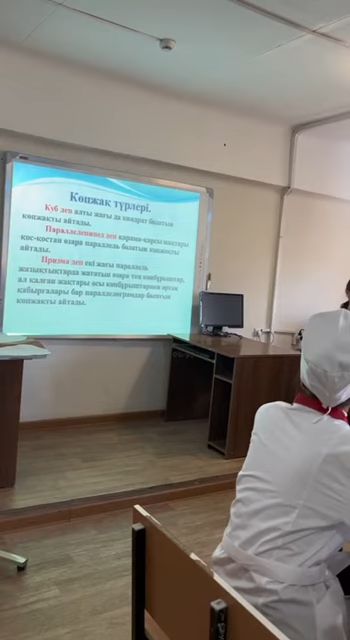 Көпжақ түрлері.
Куб деп алты жағы да квадрат болатын
көпжақты айтады.
Параллелепипед деп қарама-қарсы жақтары
қос-қостан өзара параллель болатын көпжақты
айтады.
Призма деп екі жағы параллель
жазықтықтарда жататын өзара тең көпбұрыштар,
ал қалған жақтары осы көпбұрыштармен ортақ
қабырғалары бар параллелограмдар болатын
көпжақты айтады.